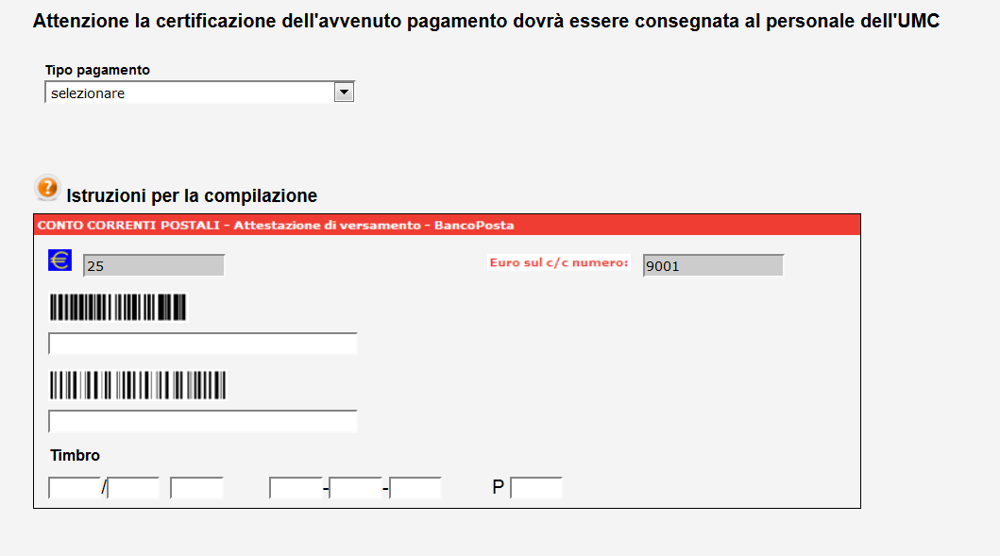 Attenzione la certificazione dell'avvenuto pagamento dovrà essere consegnata al personale dell'UMC
Tipo pagamento
selezionare
? Istruzioni per la compilazione
CONTO CORRENTI POSTALI - Attestazione di versamento - BancoPosta
€ 25 Euro sul c/c numero: 9001
Timbro
/ - - P